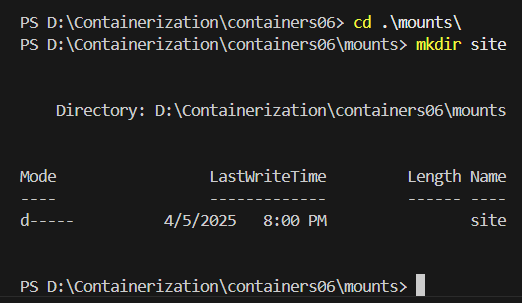 PS D:\Containerization\containers06> cd .\mounts\
PS D:\Containerization\containers06\mounts> mkdir site
Directory: D:\Containerization\containers06\mounts
Mode                 LastWriteTime         Length Name
----                 -------------         ------ ----
d-----          4/5/2025   8:00 PM                site
PS D:\Containerization\containers06\mounts>